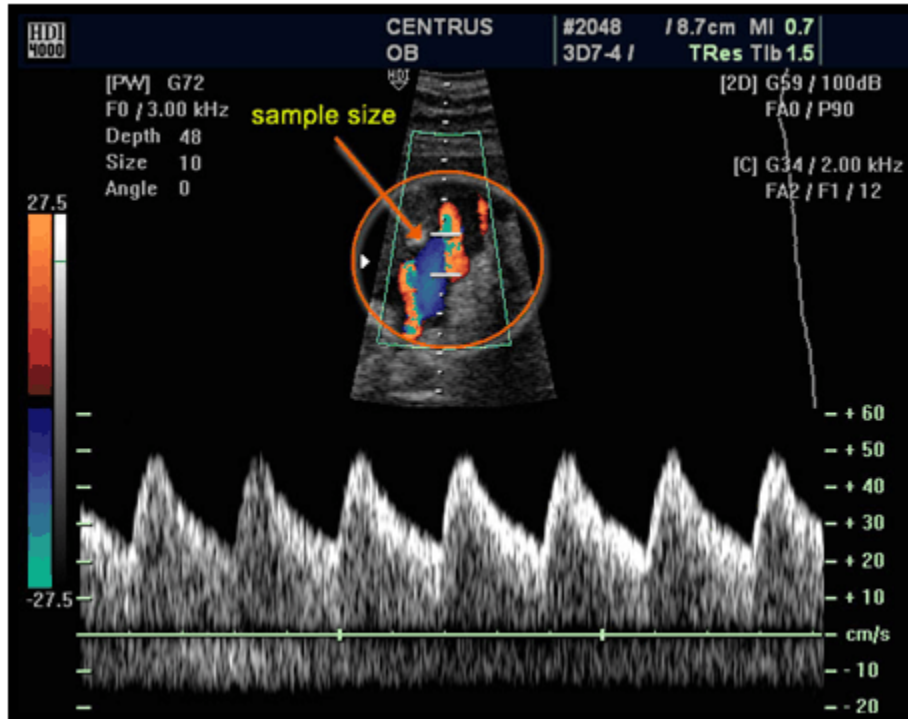 HDI
4000
CENTRUS #2048 / 8.7cm MI 0.7
OB 3D7-4 / TRes TIb 1.5
HDI
[PW] G72
F0 / 3.00 kHz
Depth 48
Size 10
Angle 0
sample size
[2D] G59 / 100dB
FA0 / P90
[C] G34 / 2.00 kHz
FA2 / F1 / 12
27.5
-27.5
+ 60
+ 50
+ 40
+ 30
+ 20
+ 10
cm/s
- 10
- 20